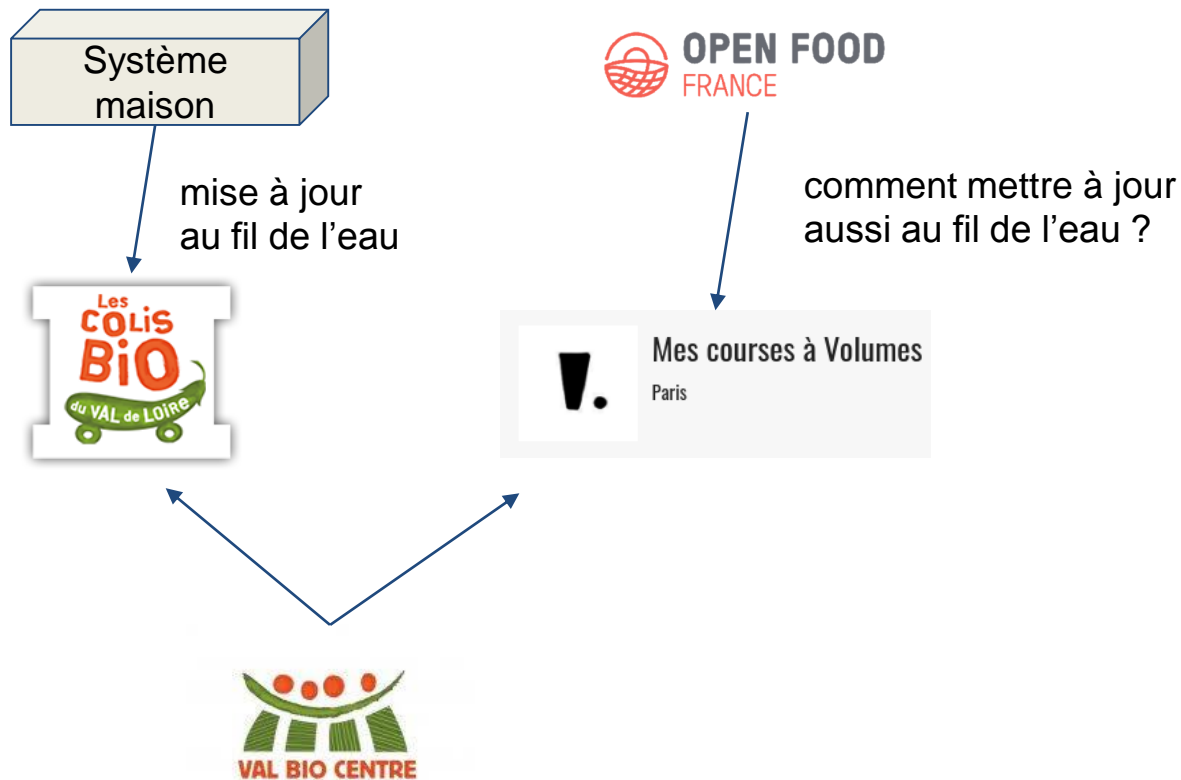 Système
maison
OPEN FOOD
FRANCE
mise à jour
au fil de l’eau
comment mettre à jour
aussi au fil de l’eau ?
Les
COLiS
BiO
du VAL de LOiRe
Mes courses à Volumes
Paris
V.
VAL BIO CENTRE